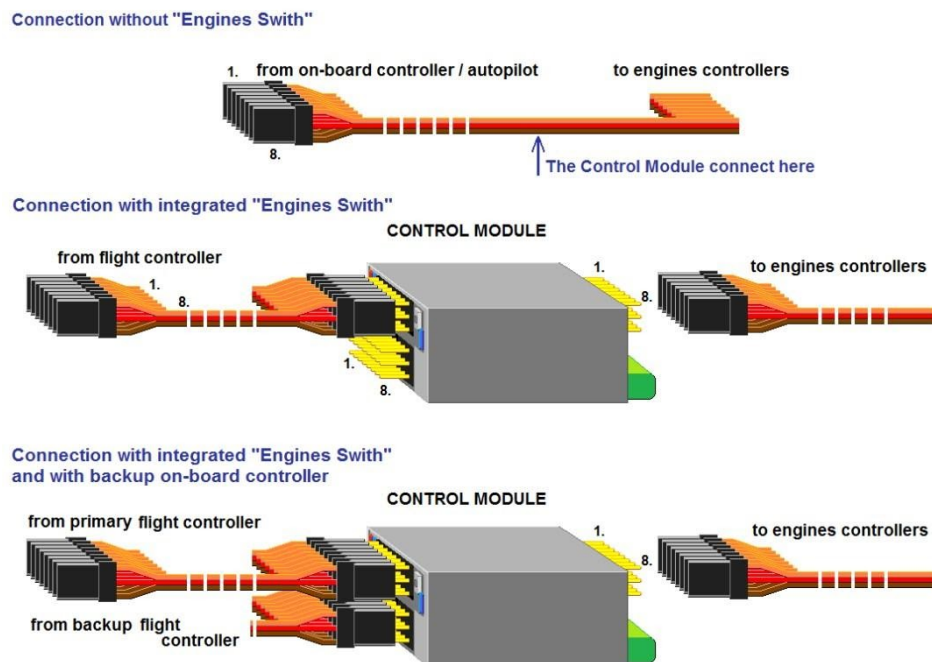 Connection without "Engines Swith"
1. from on-board controller / autopilot to engines controllers
8.
The Control Module connect here
Connection with integrated "Engines Swith"
CONTROL MODULE
from flight controller
1.
8.
1.
8.
to engines controllers
1.
8.
Connection with integrated "Engines Swith"
and with backup on-board controller
CONTROL MODULE
from primary flight controller
1.
8.
to engines controllers
from backup flight
controller